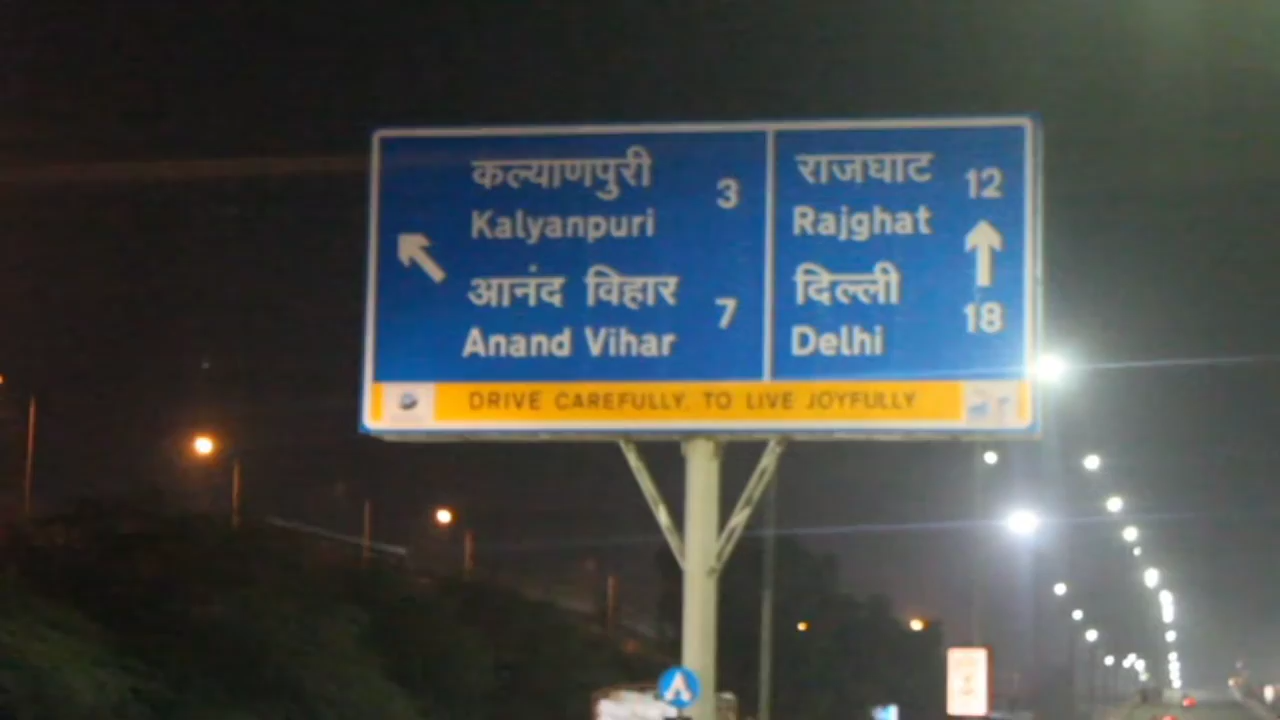 कल्याणपुरी 3
Kalyanpuri
आनंद विहार 7
Anand Vihar
राजघाट 12
Rajghat
दिल्ली 18
Delhi
DRIVE CAREFULLY, TO LIVE JOYFULLY